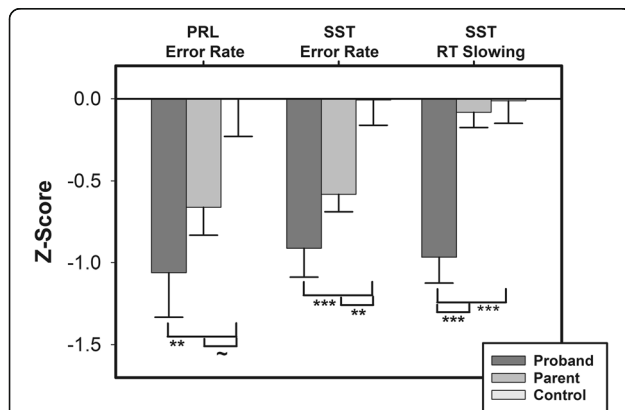 PRL SST SST
Error Rate Error Rate RT Slowing
0.0
-0.5
-1.0
-1.5
Z-Score
*** ** *** ***
** ~
Proband
Parent
Control